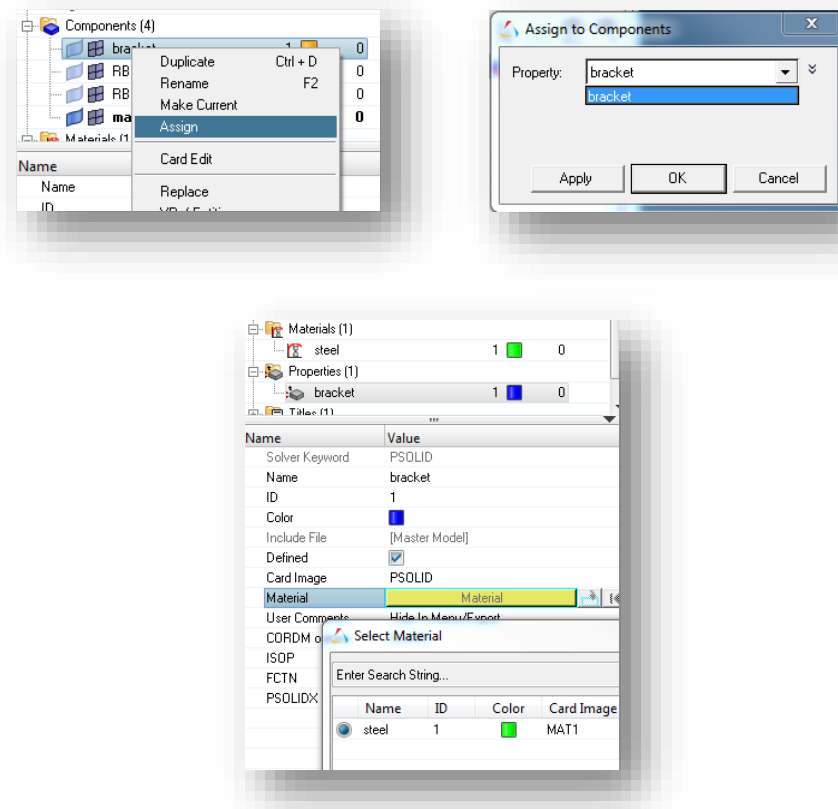 Components (4)
bracket 1 0
Duplicate Ctrl + D
RB 0
Rename F2
RB 0
Make Current
ma 0
Assign
Materials (1
Card Edit
Name
Name
Replace
ID
Assign to Components
X
Property: bracket
bracket
Apply OK Cancel
Materials (1)
steel 1 0
Properties (1)
bracket 1 0
Titles (1)
Name Value
Solver Keyword PSOLID
Name bracket
ID 1
Color
Include File [Master Model]
Defined
Card Image PSOLID
Material Material
User Comments Hide In Menu/Export
CORDM o
Select Material
ISOP
Enter Search String...
FCTN
PSOLIDX
Name ID Color Card Image
steel 1 MAT1